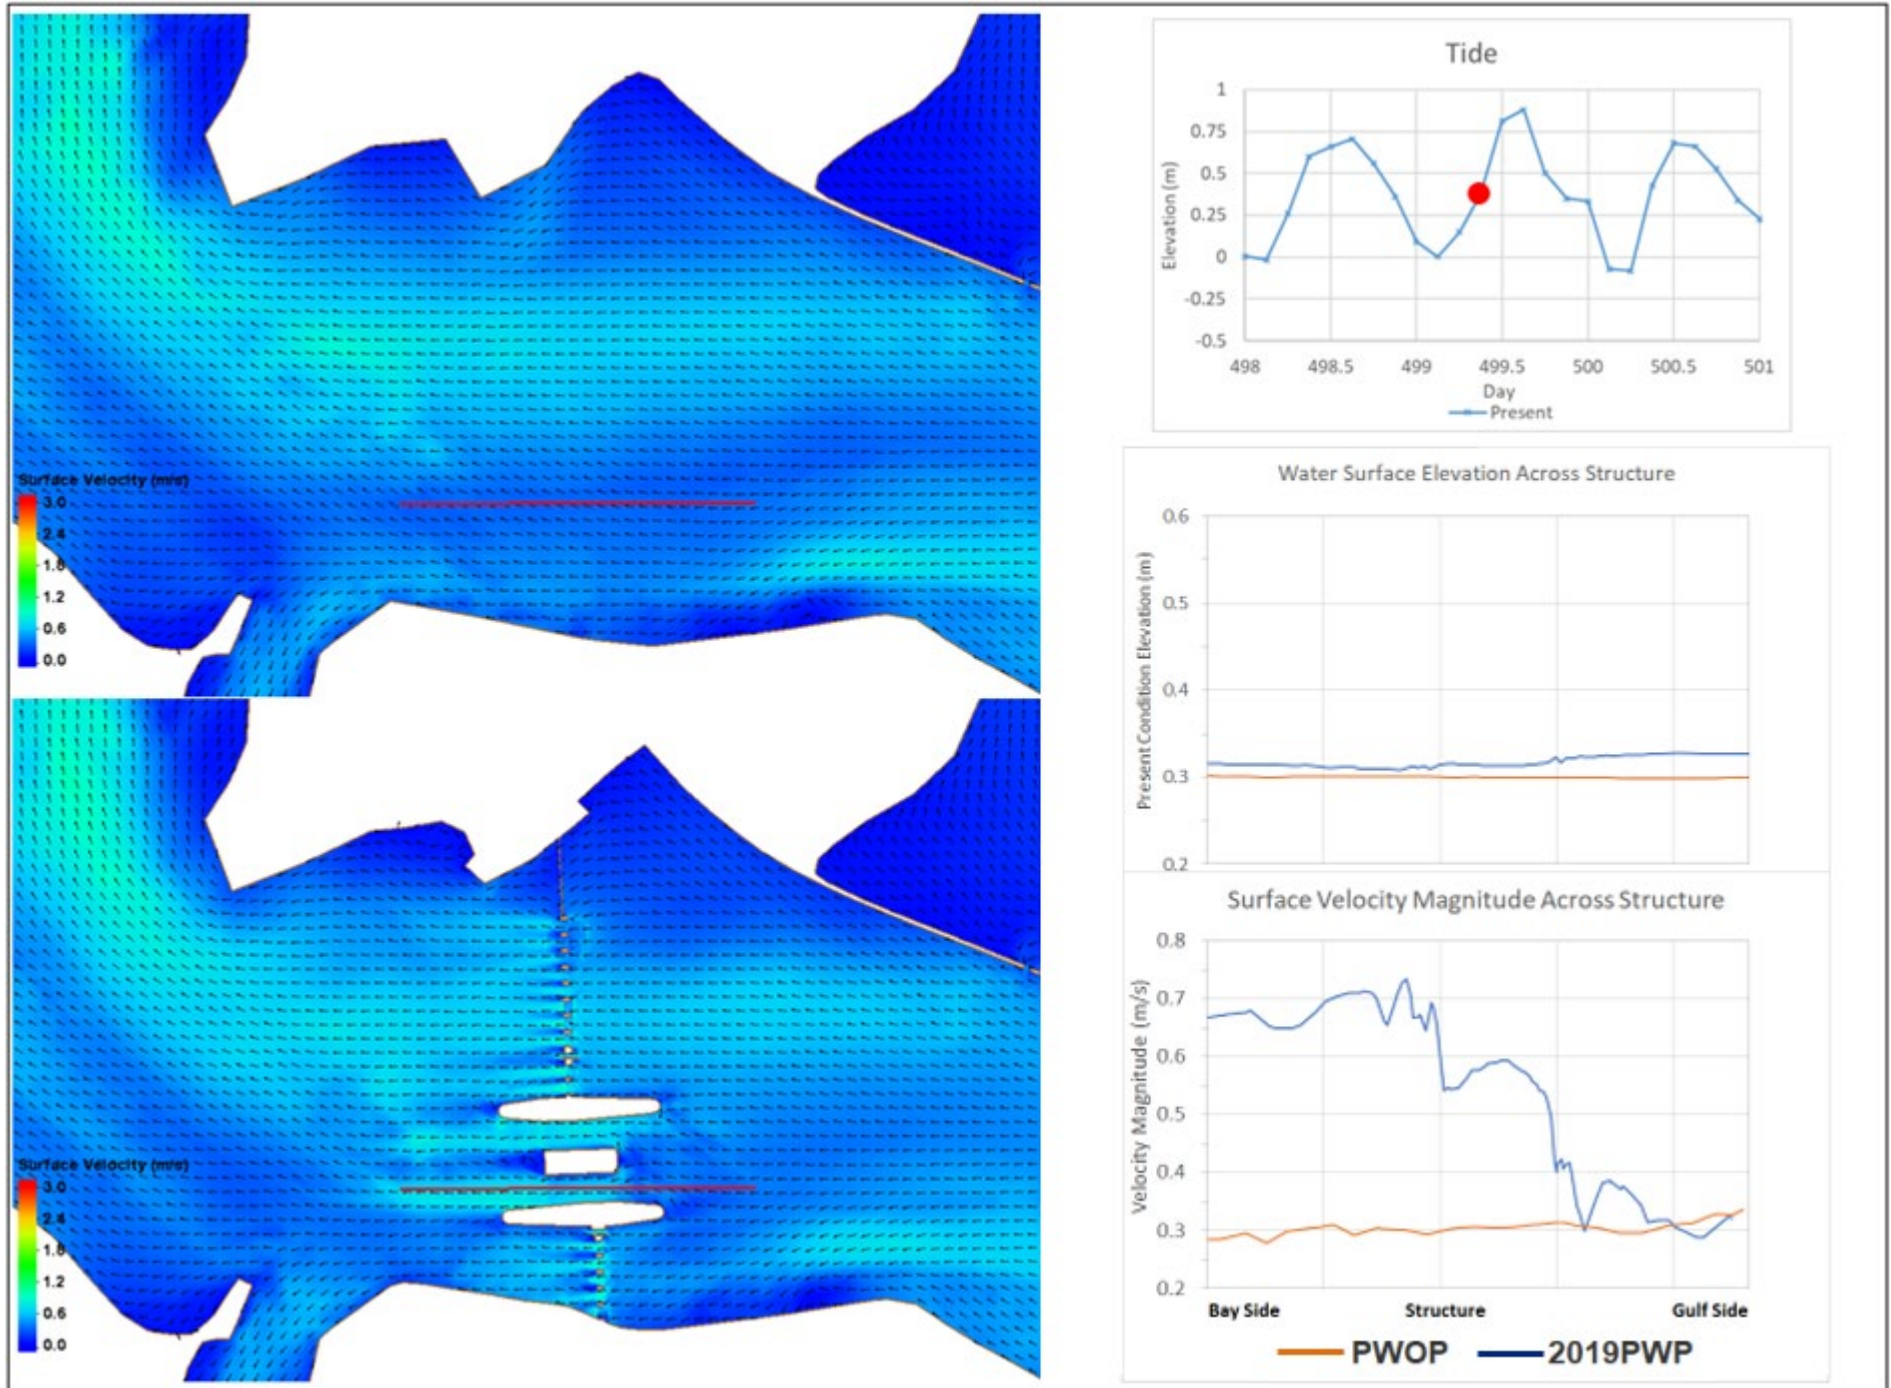 Surface Velocity (m/s)
3.0
2.4
1.8
1.2
0.6
0.0
Surface Velocity (m/s)
3.0
2.4
1.8
1.2
0.6
0.0
Tide
Elevation (m)
1
0.75
0.5
0.25
0
-0.25
-0.5
498 498.5 499 499.5 500 500.5 501
Day
Present
Water Surface Elevation Across Structure
Present Condition Elevation (m)
0.6
0.5
0.4
0.3
0.2
Surface Velocity Magnitude Across Structure
Velocity Magnitude (m/s)
0.8
0.7
0.6
0.5
0.4
0.3
0.2
Bay Side Structure Gulf Side
PWOP 2019PWP